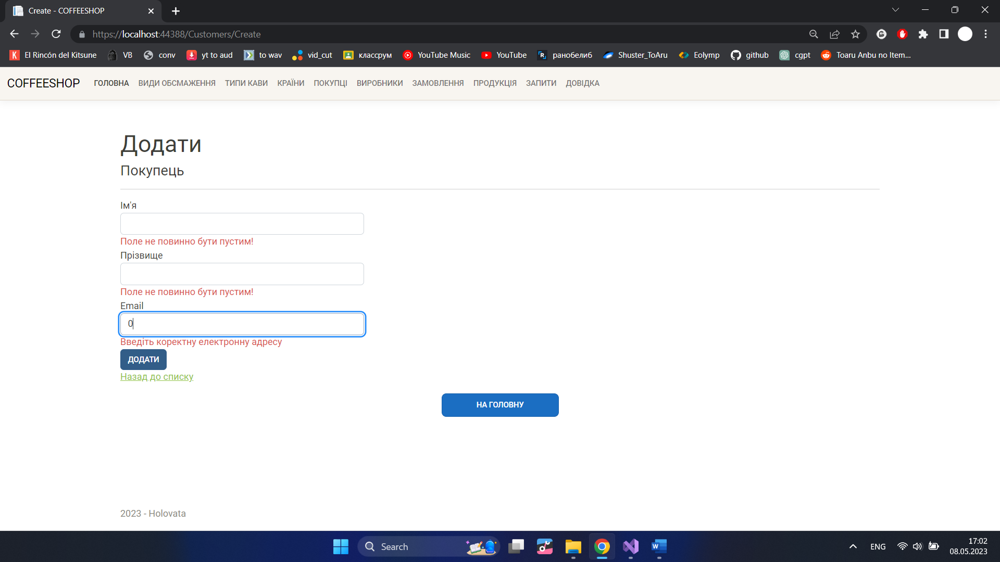 Create - COFFEESHOP
https://localhost:44388/Customers/Create
El Rincón del Kitsune VB conv yt to aud to wav vid_cut классрум YouTube Music YouTube ранобелиб Shuster_ToAru Eolymp github cgpt Toaru Anbu no Item...
COFFEESHOP ГОЛОВНА ВИДИ ОБСМАЖЕННЯ ТИПИ КАВИ КРАЇНИ ПОКУПЦІ ВИРОБНИКИ ЗАМОВЛЕННЯ ПРОДУКЦІЯ ЗАПИТИ ДОВІДКА
Додати
Покупець
Ім'я
Поле не повинно бути пустим!
Прізвище
Поле не повинно бути пустим!
Email
0
Введіть коректну електронну адресу
ДОДАТИ
Назад до списку
НА ГОЛОВНУ
2023 - Holovata
Search
ENG
17:02
08.05.2023